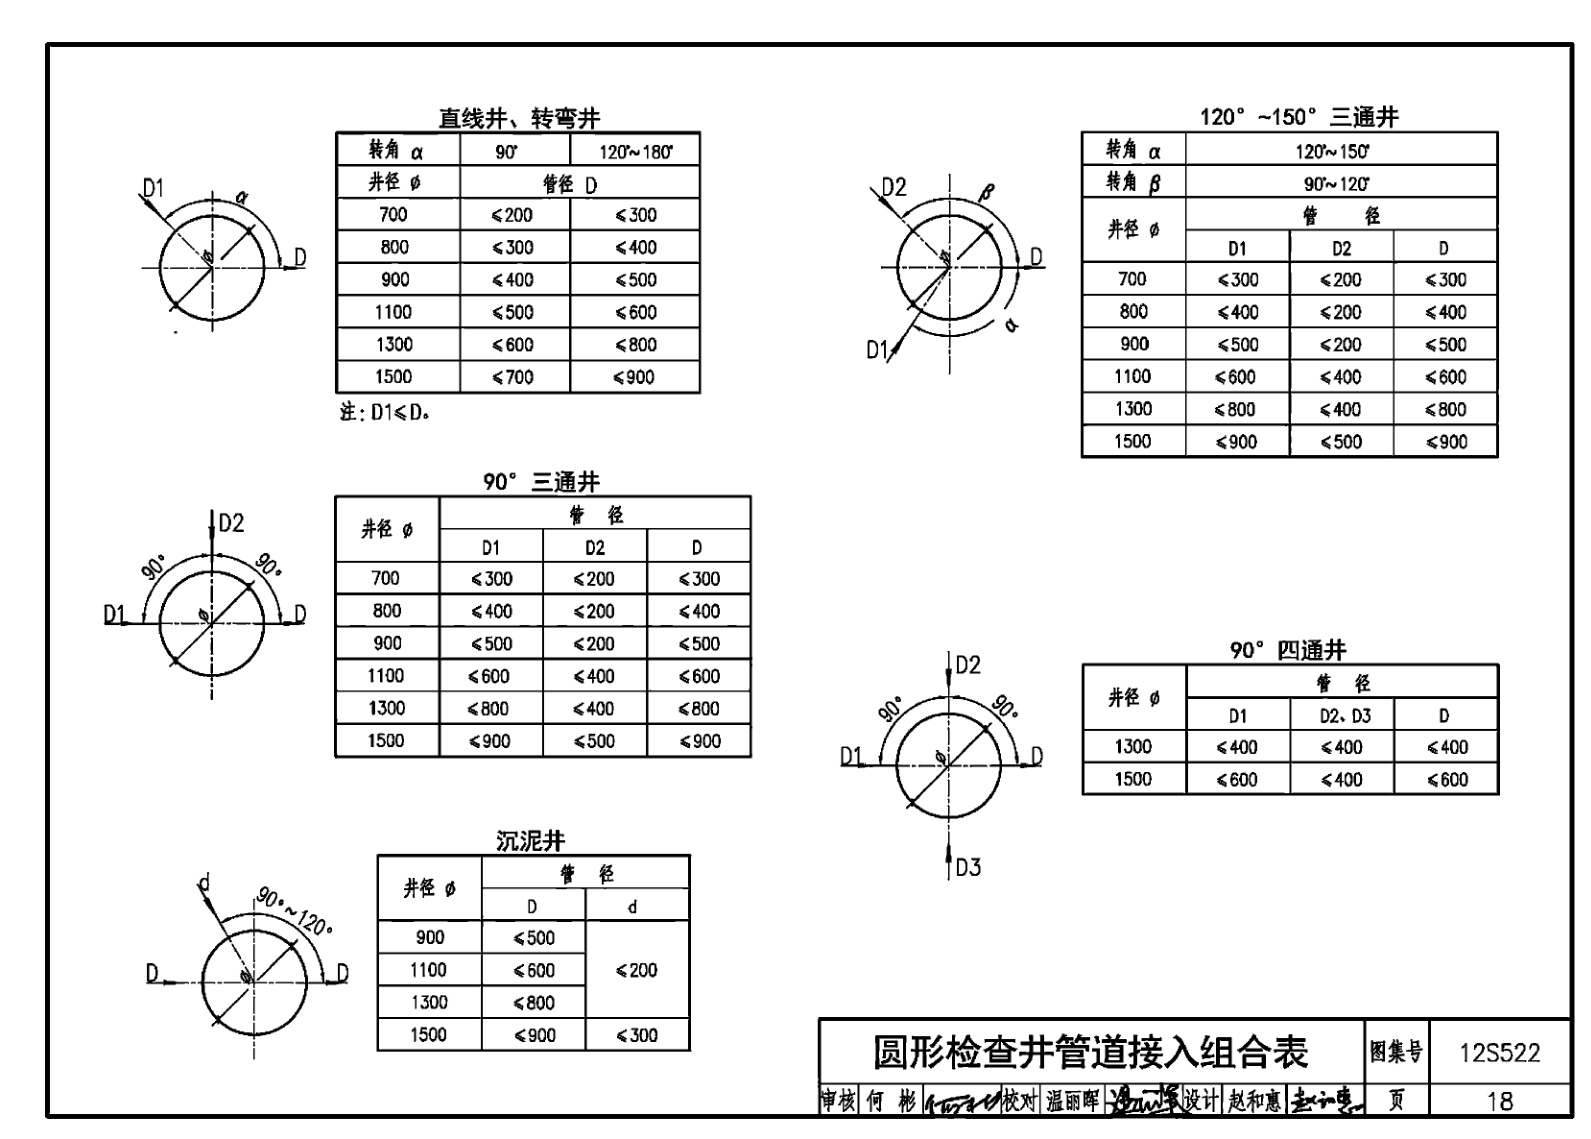 直线井、转弯井
转角 α 90° 120°~180°
井径 φ 管径 D
700 ≤200 ≤300
800 ≤300 ≤400
900 ≤400 ≤500
1100 ≤500 ≤600
1300 ≤600 ≤800
1500 ≤700 ≤900
注: D1≤D。
D1 α D φ
120° ~150° 三通井
转角 α 120°~150°
转角 β 90°~120°
井径 φ 管 径
D1 D2 D
700 ≤300 ≤200 ≤300
800 ≤400 ≤200 ≤400
900 ≤500 ≤200 ≤500
1100 ≤600 ≤400 ≤600
1300 ≤800 ≤400 ≤800
1500 ≤900 ≤500 ≤900
D2 β D φ α D1
90° 三通井
井径 φ 管 径
D1 D2 D
700 ≤300 ≤200 ≤300
800 ≤400 ≤200 ≤400
900 ≤500 ≤200 ≤500
1100 ≤600 ≤400 ≤600
1300 ≤800 ≤400 ≤800
1500 ≤900 ≤500 ≤900
D2
90° 90°
D1 φ D
90° 四通井
井径 φ 管 径
D1 D2、D3 D
1300 ≤400 ≤400 ≤400
1500 ≤600 ≤400 ≤600
D2
90° 90°
D1 φ D
D3
沉泥井
井径 φ 管 径
D d
900 ≤500 ≤200
1100 ≤600
1300 ≤800
1500 ≤900 ≤300
d 90°~120°
D φ D
圆形检查井管道接入组合表 图集号 12S522
审核 何 彬 校对 温丽晖 设计 赵和惠 页 18